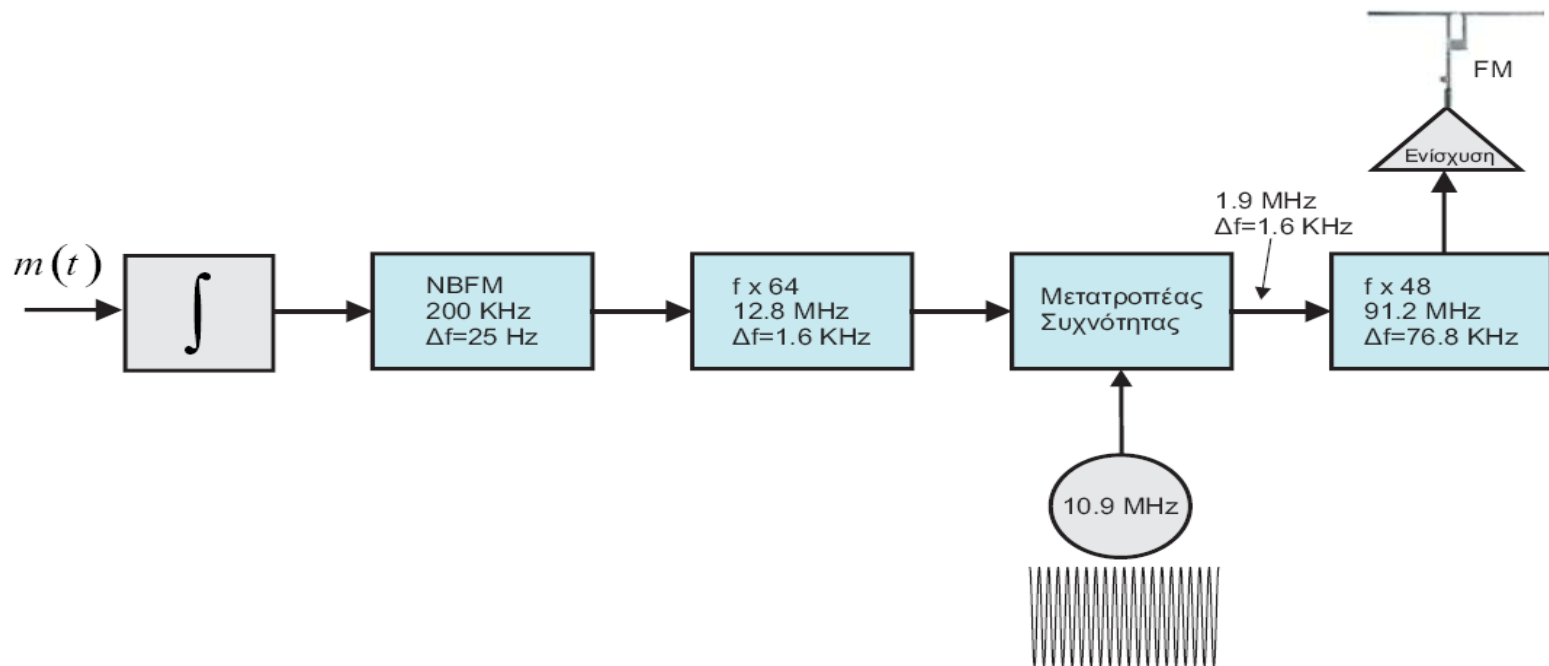 FM
Ενίσχυση
1.9 MHz
Δf=1.6 KHz
m(t)
∫
NBFM
200 KHz
Δf=25 Hz
f x 64
12.8 MHz
Δf=1.6 KHz
Μετατροπέας
Συχνότητας
f x 48
91.2 MHz
Δf=76.8 KHz
10.9 MHz